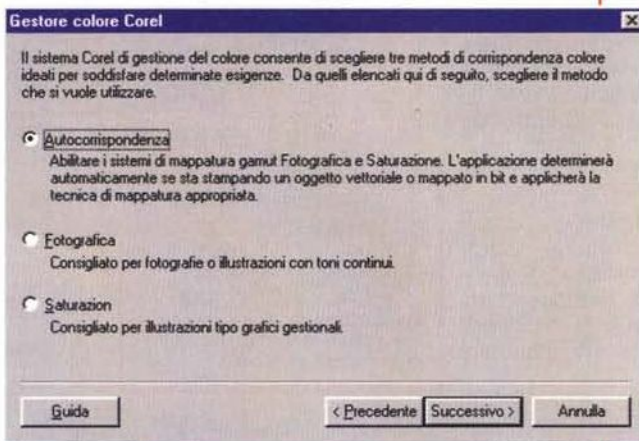 Gestore colore Corel
Il sistema Corel di gestione del colore consente di scegliere tre metodi di corrispondenza colore
ideati per soddisfare determinate esigenze. Da quelli elencati qui di seguito, scegliere il metodo
che si vuole utilizzare.
Autocorrispondenza
Abilitare i sistemi di mappatura gamut Fotografica e Saturazione. L'applicazione determinerà
automaticamente se sta stampando un oggetto vettoriale o mappato in bit e applicherà la
tecnica di mappatura appropriata.
Fotografica
Consigliato per fotografie o illustrazioni con toni continui.
Saturazion
Consigliato per illustrazioni tipo grafici gestionali.
Guida
< Precedente
Successivo >
Annulla